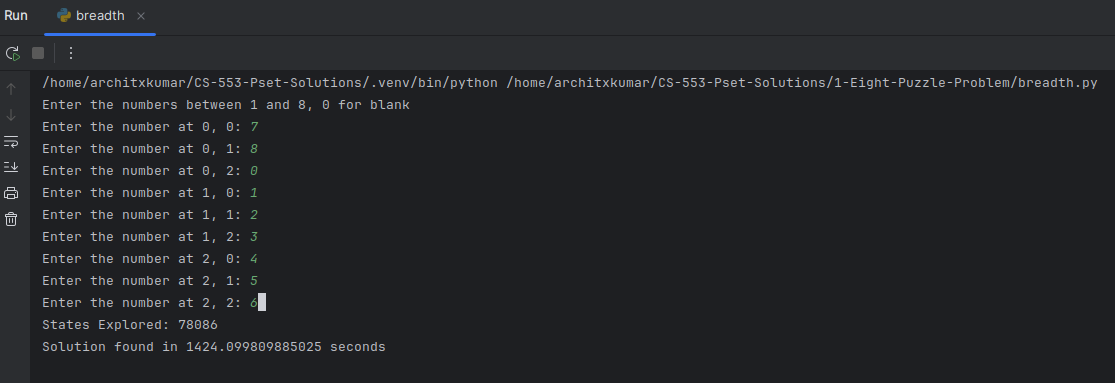 Run breadth
/home/architxkumar/CS-553-Pset-Solutions/.venv/bin/python /home/architxkumar/CS-553-Pset-Solutions/1-Eight-Puzzle-Problem/breadth.py
Enter the numbers between 1 and 8, 0 for blank
Enter the number at 0, 0: 7
Enter the number at 0, 1: 8
Enter the number at 0, 2: 0
Enter the number at 1, 0: 1
Enter the number at 1, 1: 2
Enter the number at 1, 2: 3
Enter the number at 2, 0: 4
Enter the number at 2, 1: 5
Enter the number at 2, 2: 6
States Explored: 78086
Solution found in 1424.099809885025 seconds